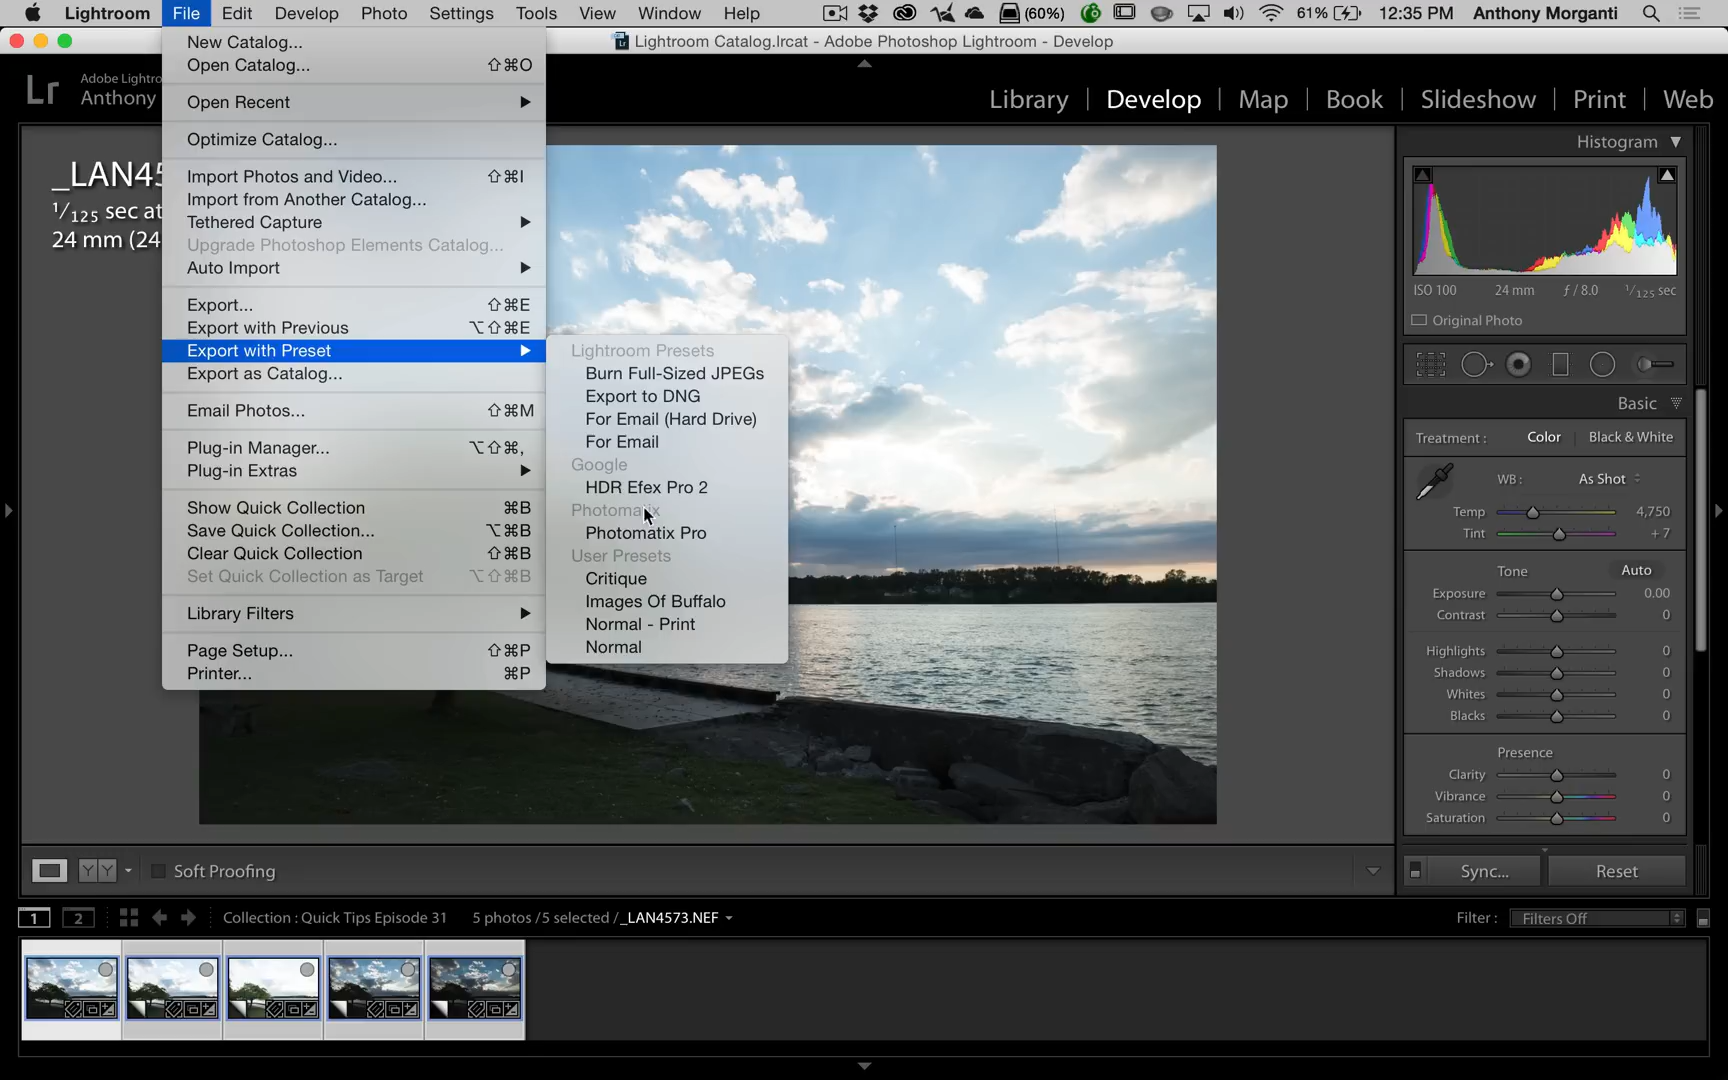 Lightroom File Edit Develop Photo Settings Tools View Window Help (60%) 61% 12:35 PM Anthony Morganti
Lightroom Catalog.lrcat - Adobe Photoshop Lightroom - Develop
Lr Adobe Lightro
Anthony
Library | Develop | Map | Book | Slideshow | Print | Web
New Catalog...
Open Catalog... ⇧⌘O
Open Recent
Optimize Catalog...
Import Photos and Video... ⇧⌘I
Import from Another Catalog...
Tethered Capture
Upgrade Photoshop Elements Catalog...
Auto Import
Export... ⇧⌘E
Export with Previous ⌥⇧⌘E
Export with Preset
Export as Catalog...
Email Photos... ⇧⌘M
Plug-in Manager... ⌥⇧⌘,
Plug-in Extras
Show Quick Collection ⌘B
Save Quick Collection... ⌥⌘B
Clear Quick Collection ⇧⌘B
Set Quick Collection as Target ⌥⇧⌘B
Library Filters
Page Setup... ⇧⌘P
Printer... ⌘P
Lightroom Presets
Burn Full-Sized JPEGs
Export to DNG
For Email (Hard Drive)
For Email
Google
HDR Efex Pro 2
Photomatix
Photomatix Pro
User Presets
Critique
Images Of Buffalo
Normal - Print
Normal
_LAN45
1/125 sec at
24 mm (24
Histogram
ISO 100 24 mm ƒ / 8.0 1/125 sec
Original Photo
Basic
Treatment : Color | Black & White
WB : As Shot
Temp 4,750
Tint + 7
Tone Auto
Exposure 0.00
Contrast 0
Highlights 0
Shadows 0
Whites 0
Blacks 0
Presence
Clarity 0
Vibrance 0
Saturation 0
YY Soft Proofing
Sync... Reset
1 2 Collection : Quick Tips Episode 31 5 photos /5 selected /_LAN4573.NEF Filter : Filters Off